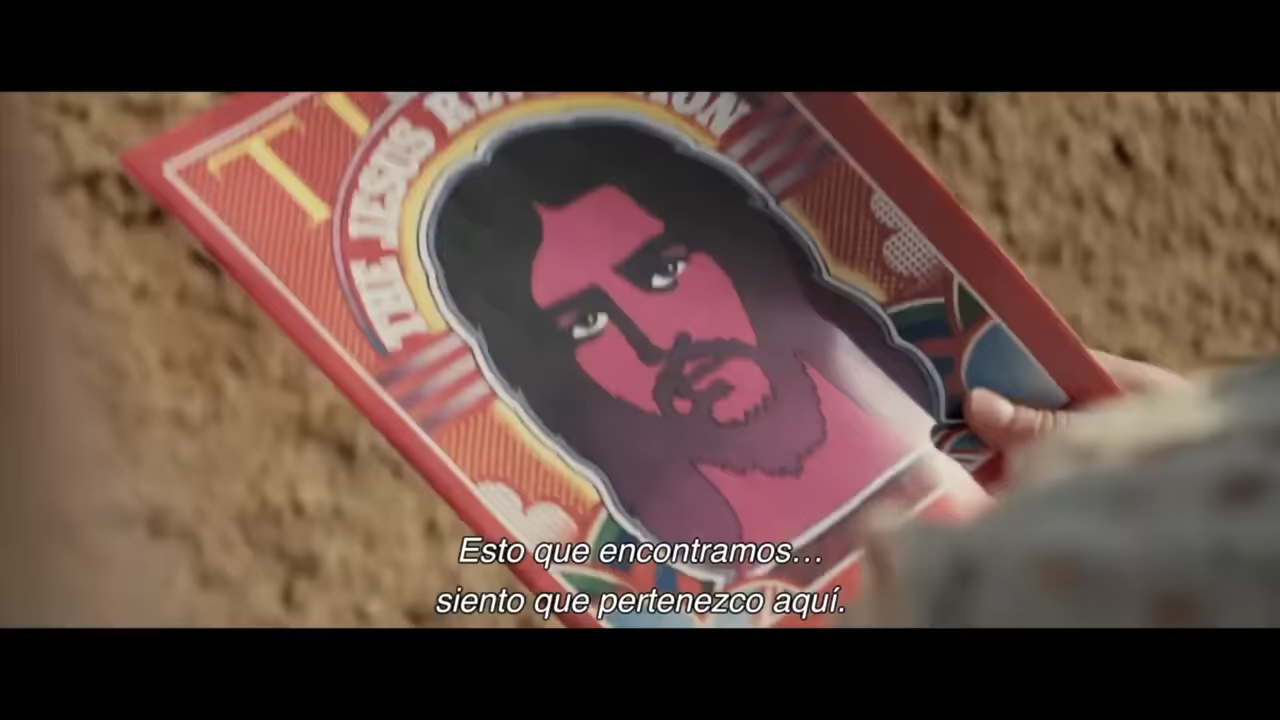 THE JESUS
Esto que encontramos...
siento que pertenezco aquí.